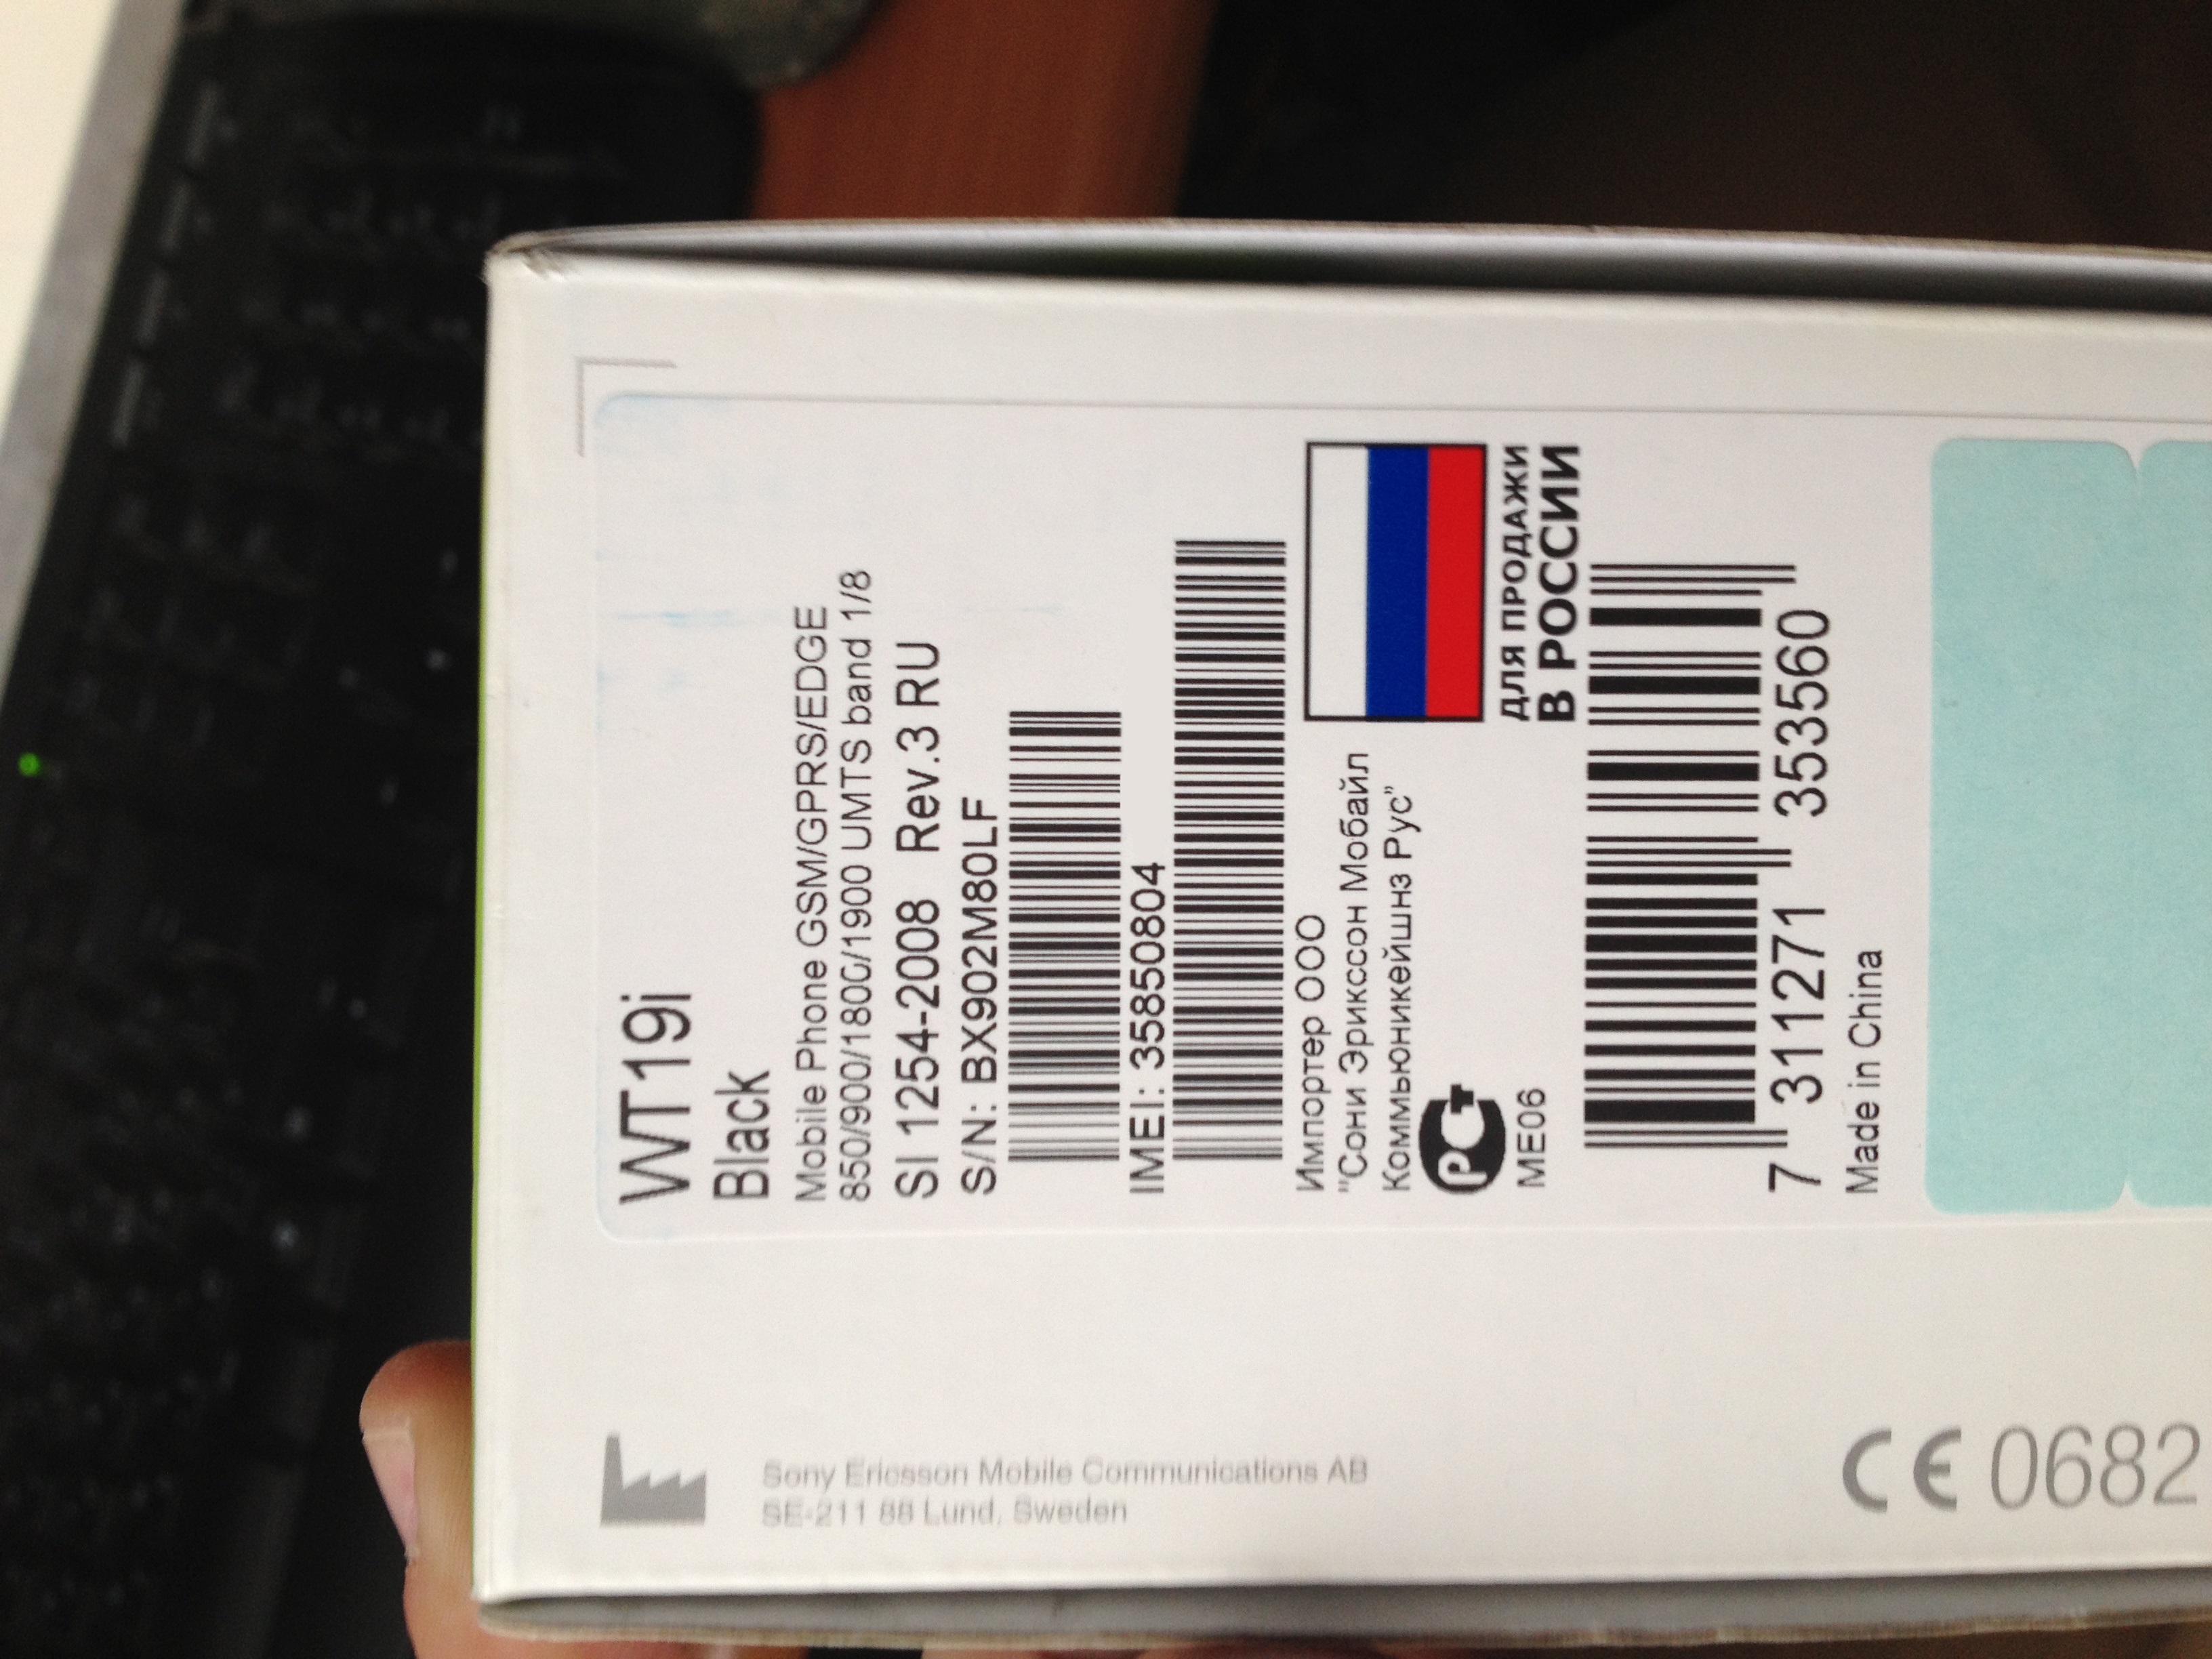 WT19i
Black
Mobile Phone GSM/GPRS/EDGE
850/900/1800/1900 UMTS band 1/8
SI 1254-2008 Rev.3 RU
S/N: BX902M80LF
IMEI: 35850804
Импортер ООО
"Сони Эрикссон Мобайл
Коммьюникейшнз Рус"
ДЛЯ ПРОДАЖИ
В РОССИИ
РСТ
ME06
7 311271 353560
Made in China
Sony Ericsson Mobile Communications AB
SE-211 88 Lund, Sweden
CE 0682